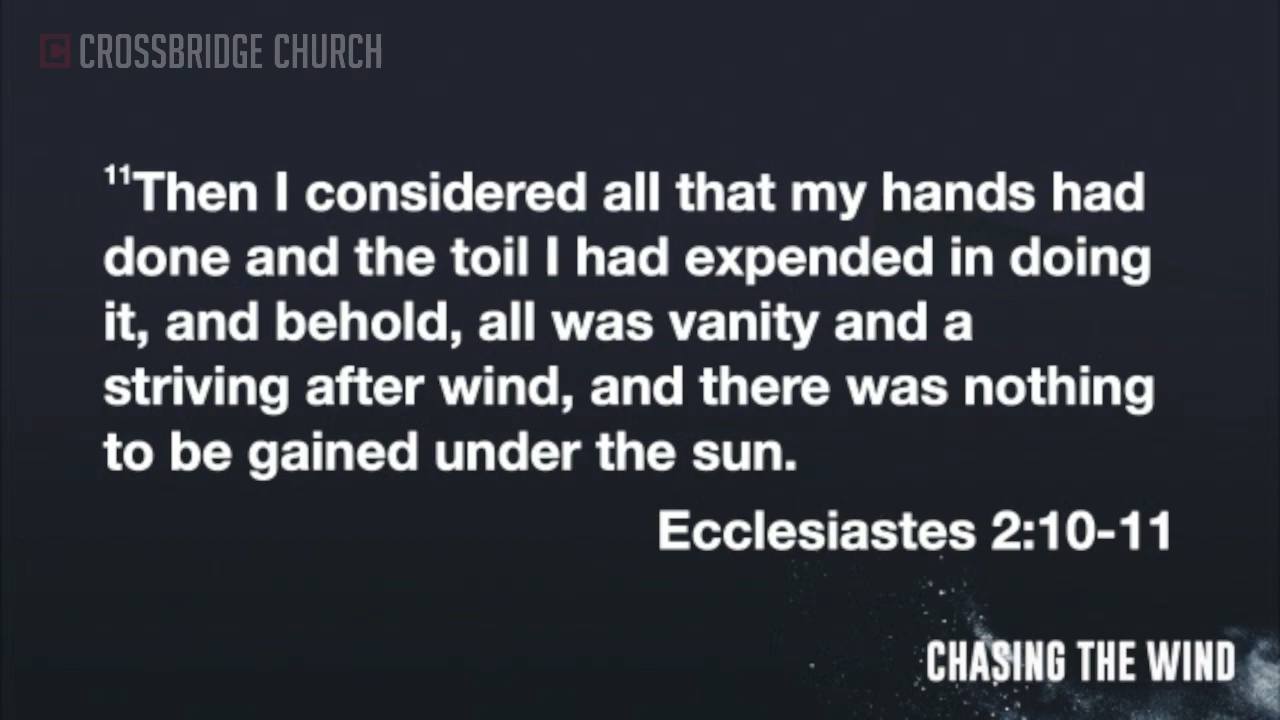 CROSSBRIDGE CHURCH
¹¹Then I considered all that my hands had
done and the toil I had expended in doing
it, and behold, all was vanity and a
striving after wind, and there was nothing
to be gained under the sun.
Ecclesiastes 2:10-11
CHASING THE WIND